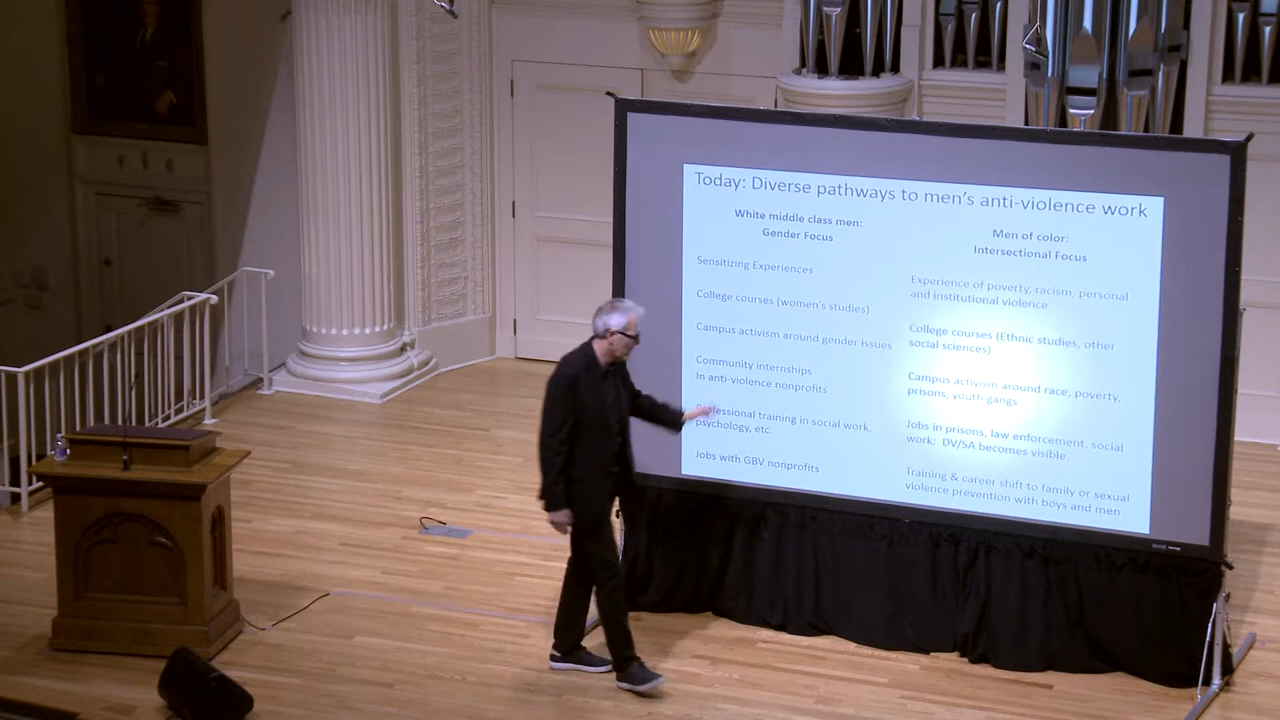 Today: Diverse pathways to men's anti-violence work
White middle class men:
Gender Focus
Sensitizing Experiences
College courses (women's studies)
Campus activism around gender issues
Community internships
In anti-violence nonprofits
Professional training in social work,
psychology, etc.
Jobs with GBV nonprofits
Men of color:
Intersectional Focus
Experience of poverty, racism, personal
and institutional violence
College courses (Ethnic studies, other
social sciences)
Campus activism around race, poverty,
prisons, youth gangs
Jobs in prisons, law enforcement, social
work: DV/SA becomes visible.
Training & career shift to family or sexual
violence prevention with boys and men